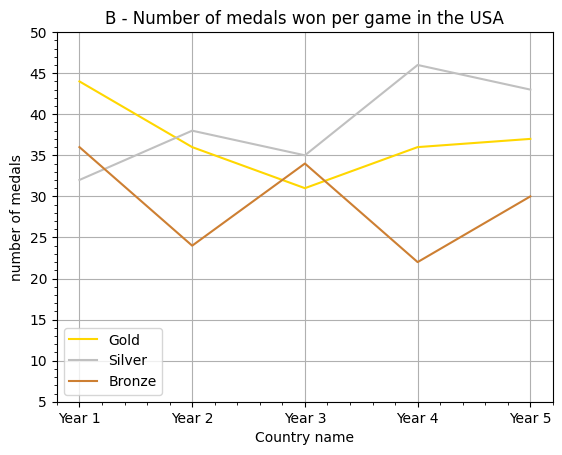 B - Number of medals won per game in the USA
50
45
40
35
30
25
20
15
10
5
number of medals
Gold
Silver
Bronze
Year 1 Year 2 Year 3 Year 4 Year 5
Country name